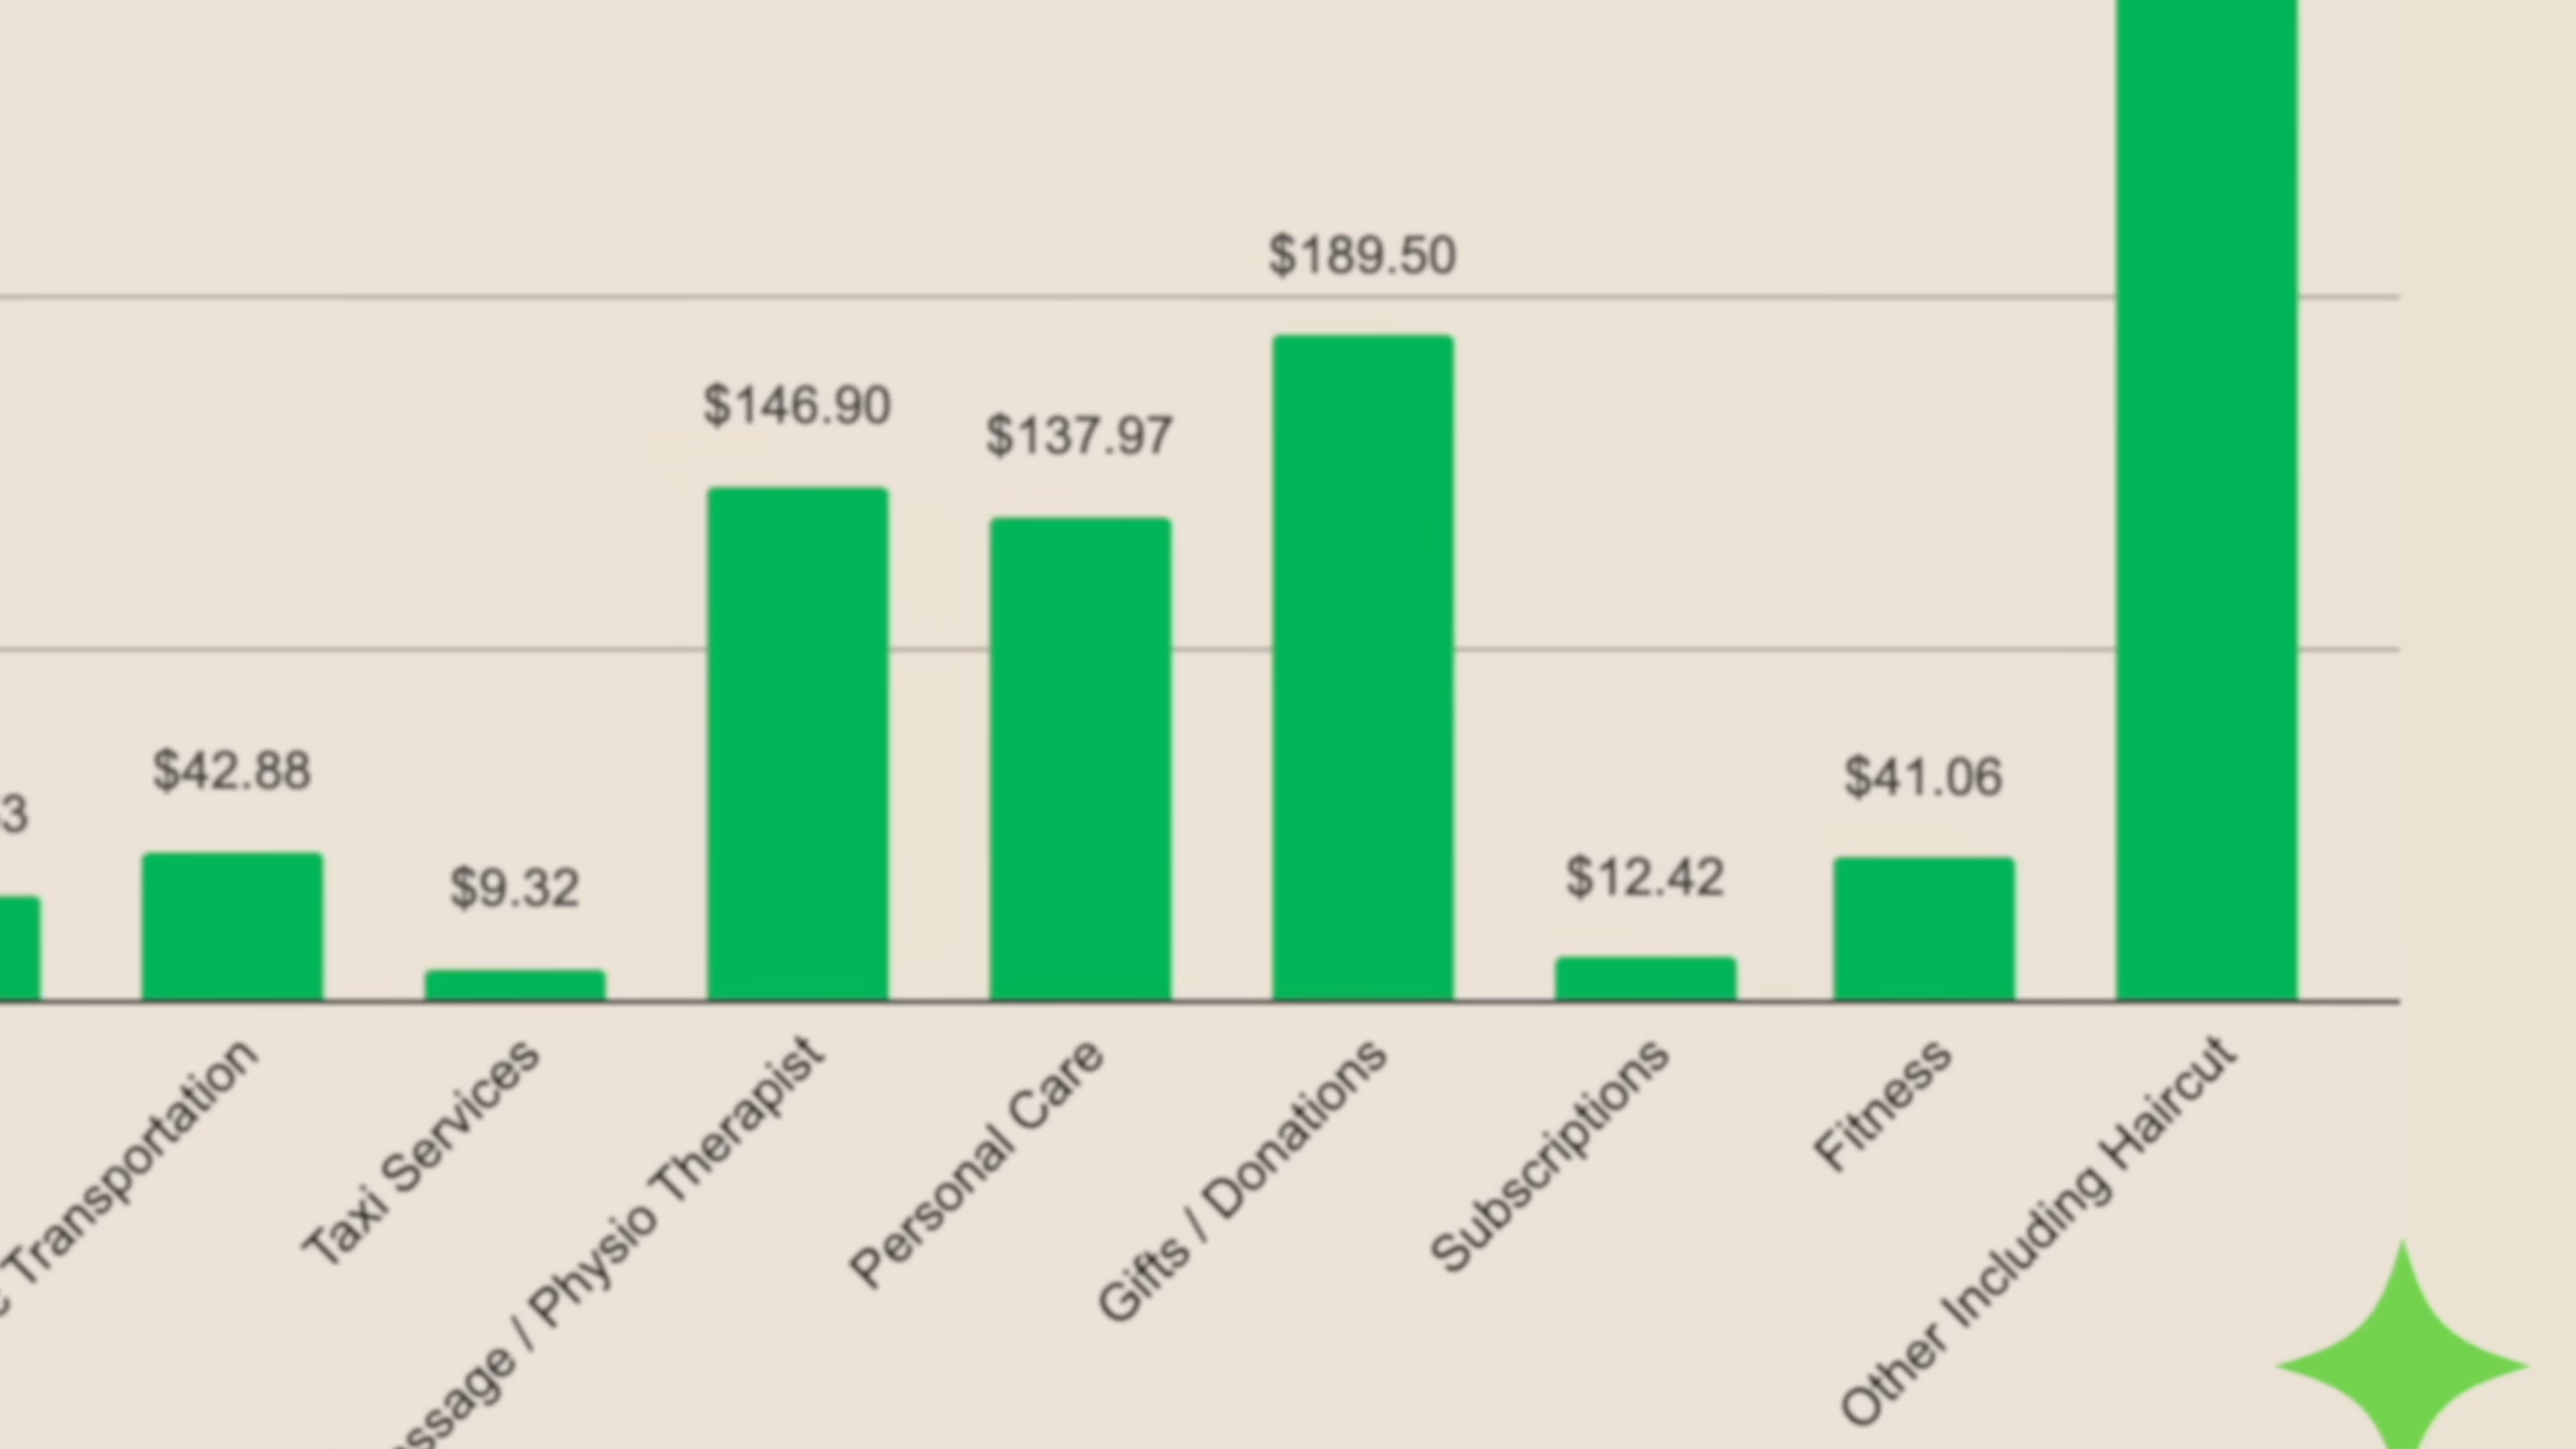 $189.50
$146.90
$137.97
$42.88
$41.06
$12.42
$9.32
Transportation
Taxi Services
/ Physio Therapist
Personal Care
Gifts / Donations
Subscriptions
Fitness
Other Including Haircut